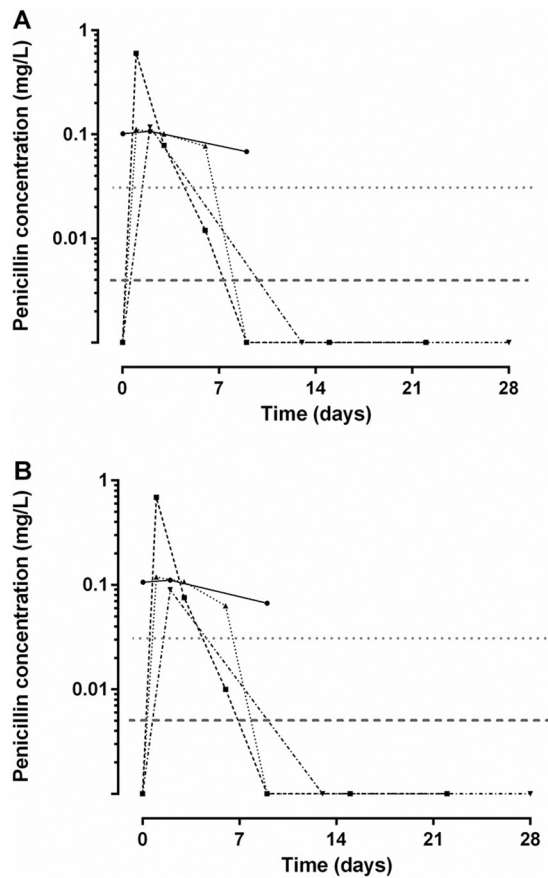 A
1
0.1
0.01
Penicillin concentration (mg/L)
0 7 14 21 28
Time (days)
B
1
0.1
0.01
Penicillin concentration (mg/L)
0 7 14 21 28
Time (days)